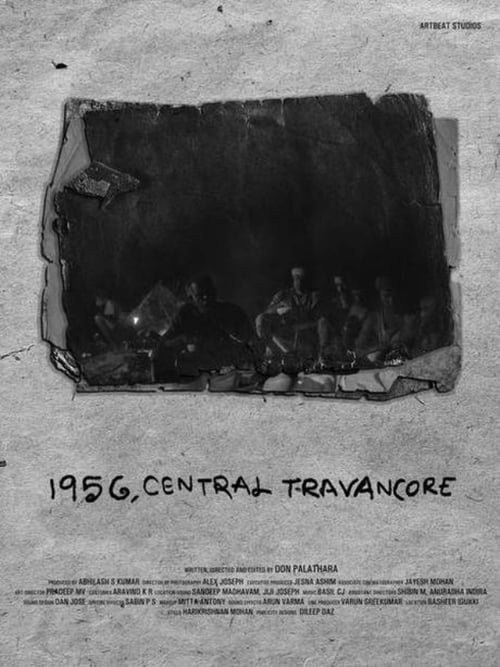 ARTBEAT STUDIOS
1956, CENTRAL TRAVANCORE
WRITTEN, DIRECTED AND EDITED BY DON PALATHARA
PRODUCED BY ABHILASH S KUMAR DIRECTOR OF PHOTOGRAPHY ALEX JOSEPH EXECUTIVE PRODUCER JESNA ASHIM ASSOCIATE CINEMATOGRAPHER JAYESH MOHAN
ART DIRECTOR PRADEEP MV COSTUMES ARAVIND K R LOCATION SOUND SANDEEP MADHAVAM, JIJI JOSEPH MUSIC BASIL CJ ASSISTANT DIRECTORS SHIBIN M, ANURADHA INDIRA
SOUND DESIGN DAN JOSE SABIN P S MAKEUP MITTA ANTONY SOUND EFFECTS ARUN VARMA LINE PRODUCER VARUN SREEKUMAR LOCATION BASHEER IDUKKI
STILLS HARIKRISHNAN MOHAN PUBLICITY DESIGNS DILEEP DAZ